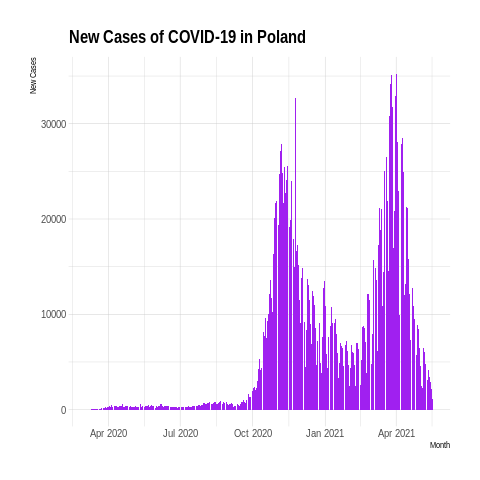 New Cases of COVID-19 in Poland
New Cases
30000
20000
10000
0
Apr 2020 Jul 2020 Oct 2020 Jan 2021 Apr 2021
Month